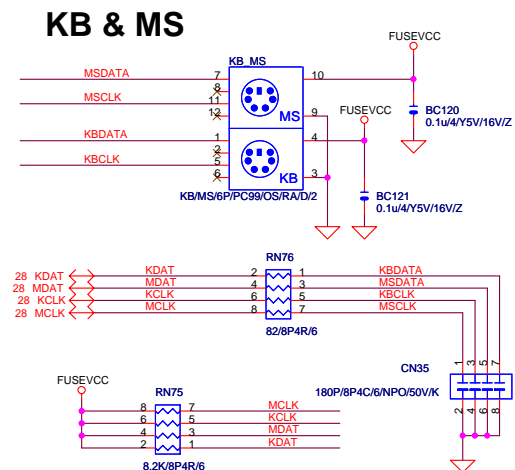 KB & MS
FUSEVCC
KB_MS
MSDATA 7 10
8
MSCLK 11
12 MS 9
BC120
0.1u/4/Y5V/16V/Z
FUSEVCC
KBDATA 1 4
2
KBCLK 5
6 KB 3
KB/MS/6P/PC99/OS/RA/D/2
BC121
0.1u/4/Y5V/16V/Z
RN76
28 KDAT KDAT 2 1 KBDATA
28 MDAT MDAT 4 3 MSDATA
28 KCLK KCLK 6 5 KBCLK
28 MCLK MCLK 8 7 MSCLK
82/8P4R/6
1 3 5 7
CN35
180P/8P4C/6/NPO/50V/K
2 4 6 8
FUSEVCC
RN75
8 7 MCLK
6 5 KCLK
4 3 MDAT
2 1 KDAT
8.2K/8P4R/6